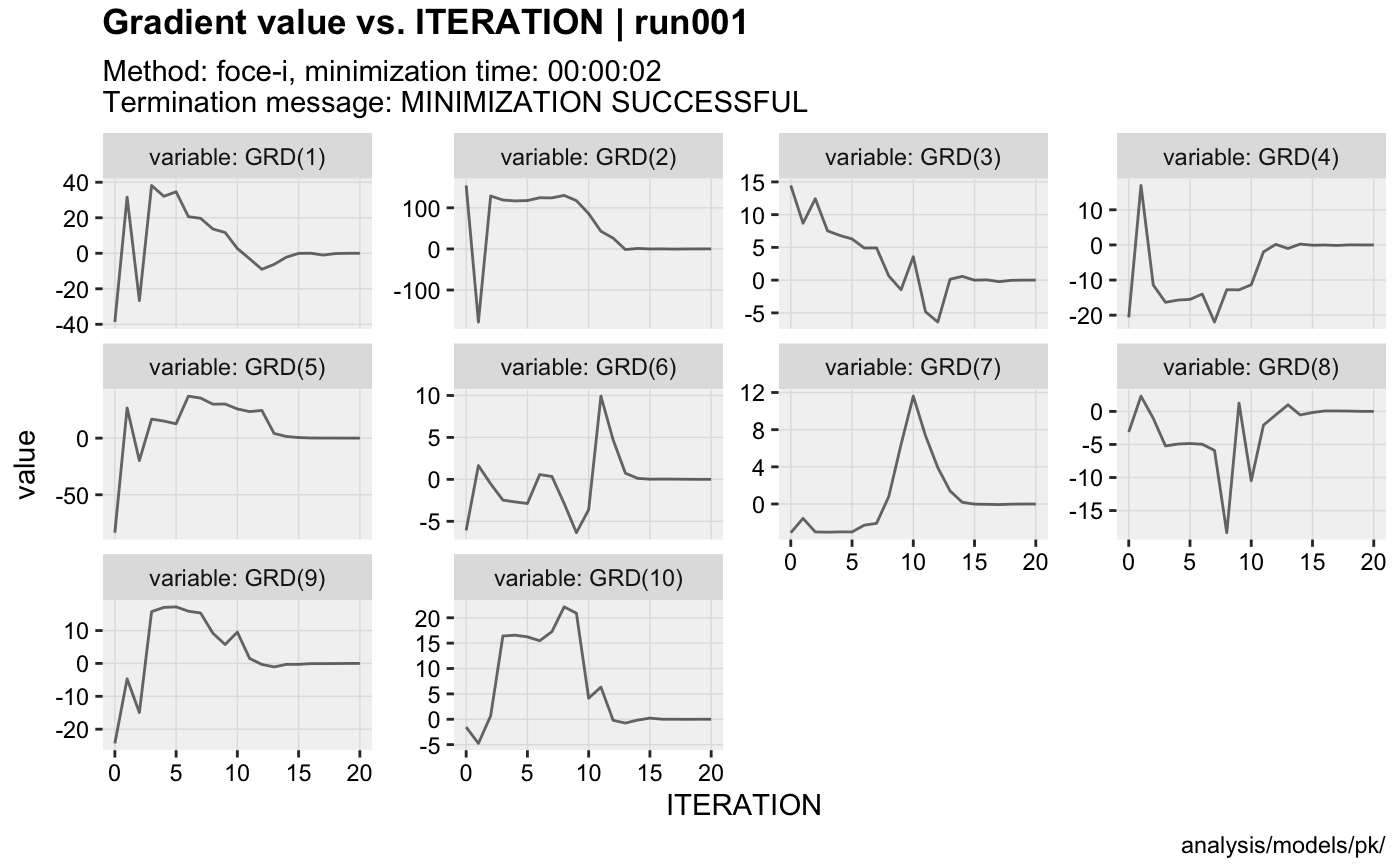 Gradient value vs. ITERATION | run001
Method: foce-i, minimization time: 00:00:02
Termination message: MINIMIZATION SUCCESSFUL
variable: GRD(1)
variable: GRD(2)
variable: GRD(3)
variable: GRD(4)
40
20
0
-20
-40
100
0
-100
15
10
5
0
-5
10
0
-10
-20
variable: GRD(5)
variable: GRD(6)
variable: GRD(7)
variable: GRD(8)
0
-50
10
5
0
-5
12
8
4
0
0
-5
-10
-15
0 5 10 15 20
0 5 10 15 20
value
variable: GRD(9)
variable: GRD(10)
10
0
-10
-20
20
15
10
5
0
-5
0 5 10 15 20
0 5 10 15 20
ITERATION
analysis/models/pk/